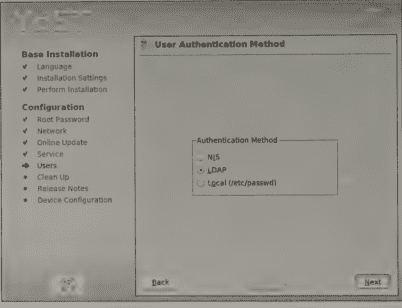 YaST
Base Installation
Language
Installation Settings
Perform Installation
Configuration
Root Password
Network
Online Update
Service
Users
Clean Up
Release Notes
Device Configuration
User Authentication Method
Authentication Method
NIS
LDAP
Local (/etc/passwd)
Back
Next